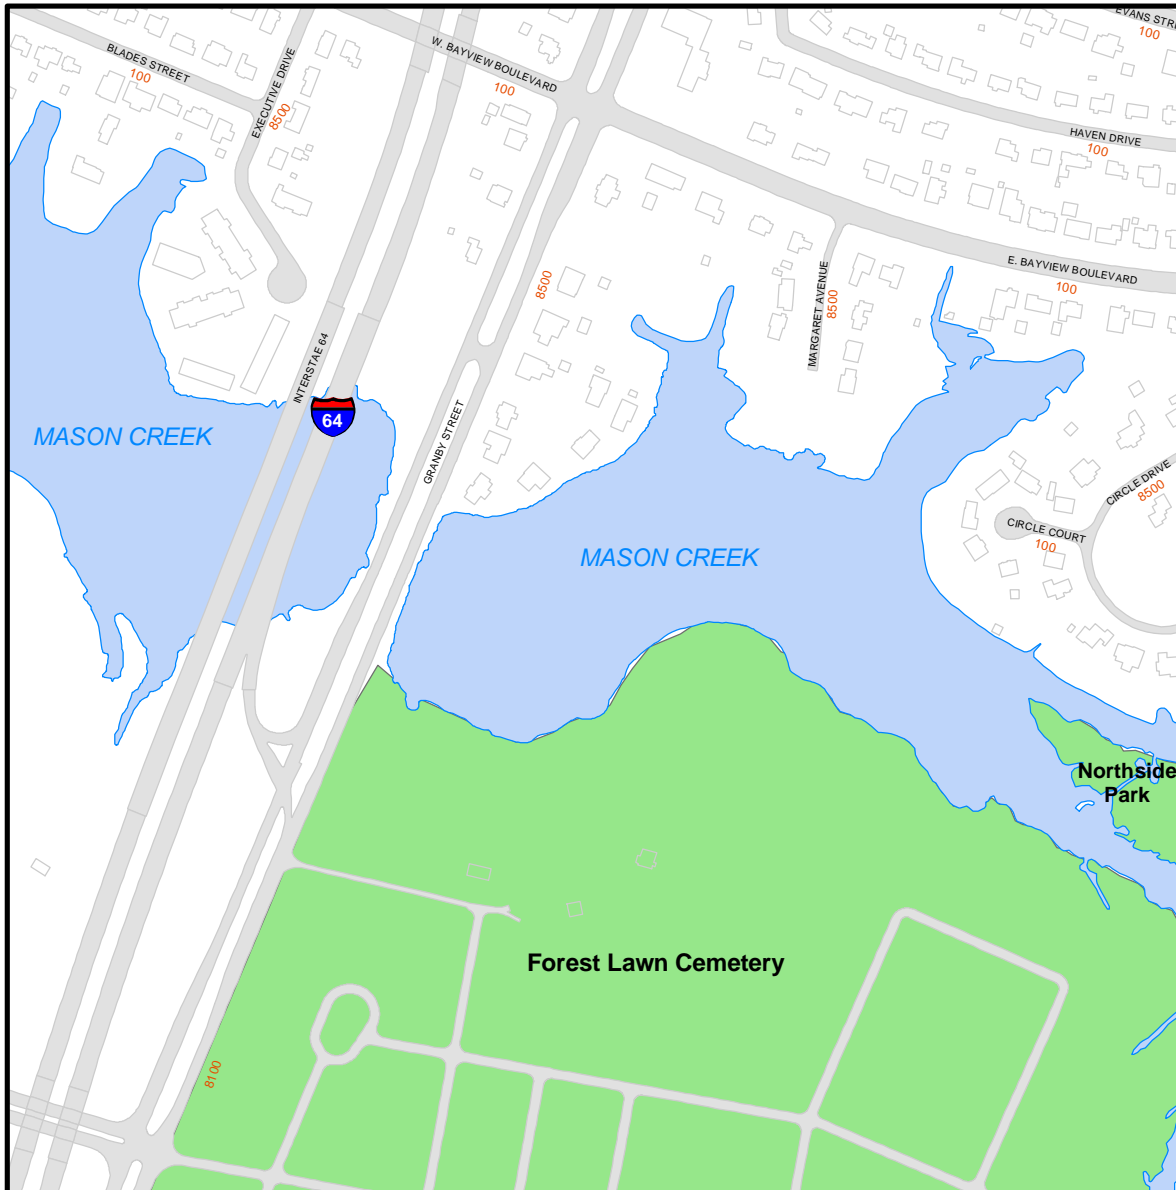 EVANS STRE
100
BLADES STREET
100
EXECUTIVE DRIVE
8500
W. BAYVIEW BOULEVARD
100
HAVEN DRIVE
100
E. BAYVIEW BOULEVARD
100
8500
MARGARET AVENUE
8500
INTERSTAE 64
64
GRANBY STREET
MASON CREEK
CIRCLE DRIVE
8500
CIRCLE COURT
100
MASON CREEK
Northside
Park
Forest Lawn Cemetery
8100